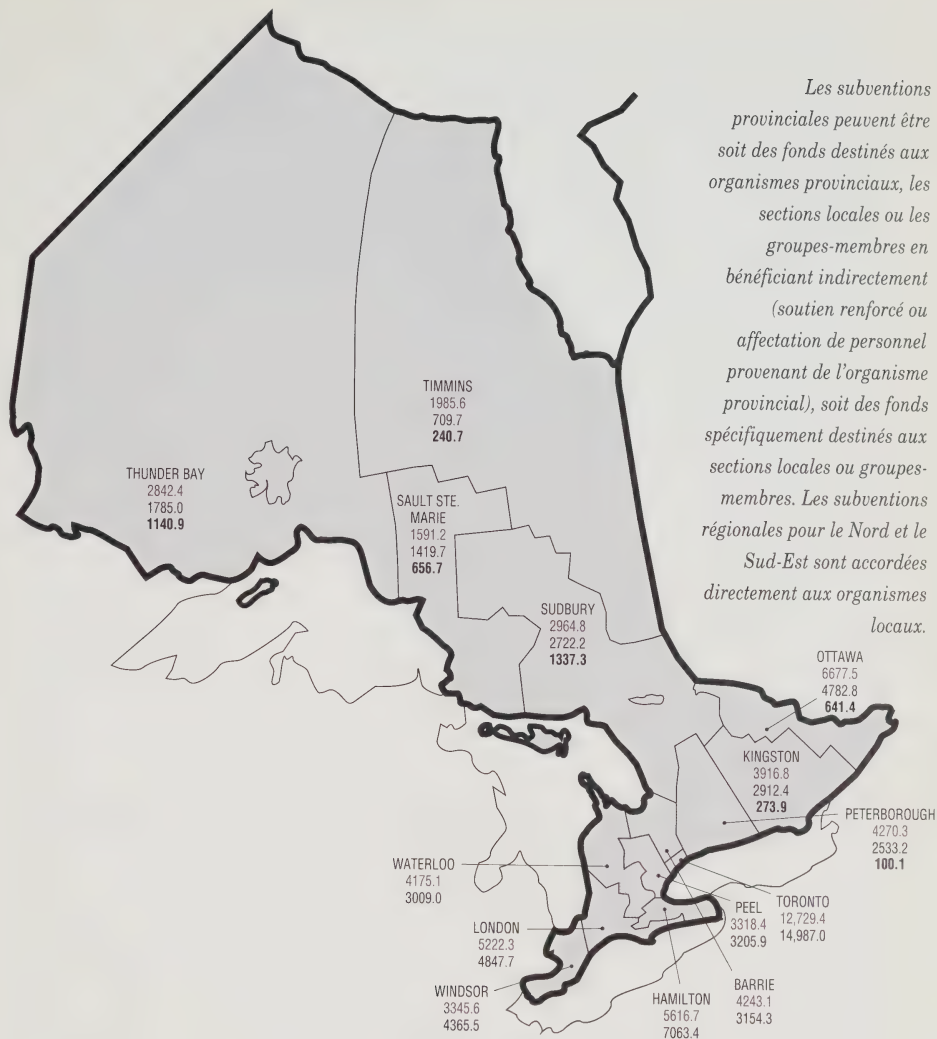 Les subventions
provinciales peuvent être
soit des fonds destinés aux
organismes provinciaux, les
sections locales ou les
groupes-membres en
bénéficiant indirectement
(soutien renforcé ou
affectation de personnel
provenant de l'organisme
provincial), soit des fonds
spécifiquement destinés aux
sections locales ou groupes-
membres. Les subventions
régionales pour le Nord et le
Sud-Est sont accordées
directement aux organismes
locaux.
TIMMINS
1985.6
709.7
240.7
THUNDER BAY
2842.4
1785.0
1140.9
SAULT STE.
MARIE
1591.2
1419.7
656.7
SUDBURY
2964.8
2722.2
1337.3
OTTAWA
6677.5
4782.8
641.4
KINGSTON
3916.8
2912.4
273.9
PETERBOROUGH
4270.3
2533.2
100.1
WATERLOO
4175.1
3009.0
LONDON
5222.3
4847.7
WINDSOR
3345.6
4365.5
HAMILTON
5616.7
7063.4
BARRIE
4243.1
3154.3
PEEL
3318.4
3205.9
TORONTO
12,729.4
14,987.0